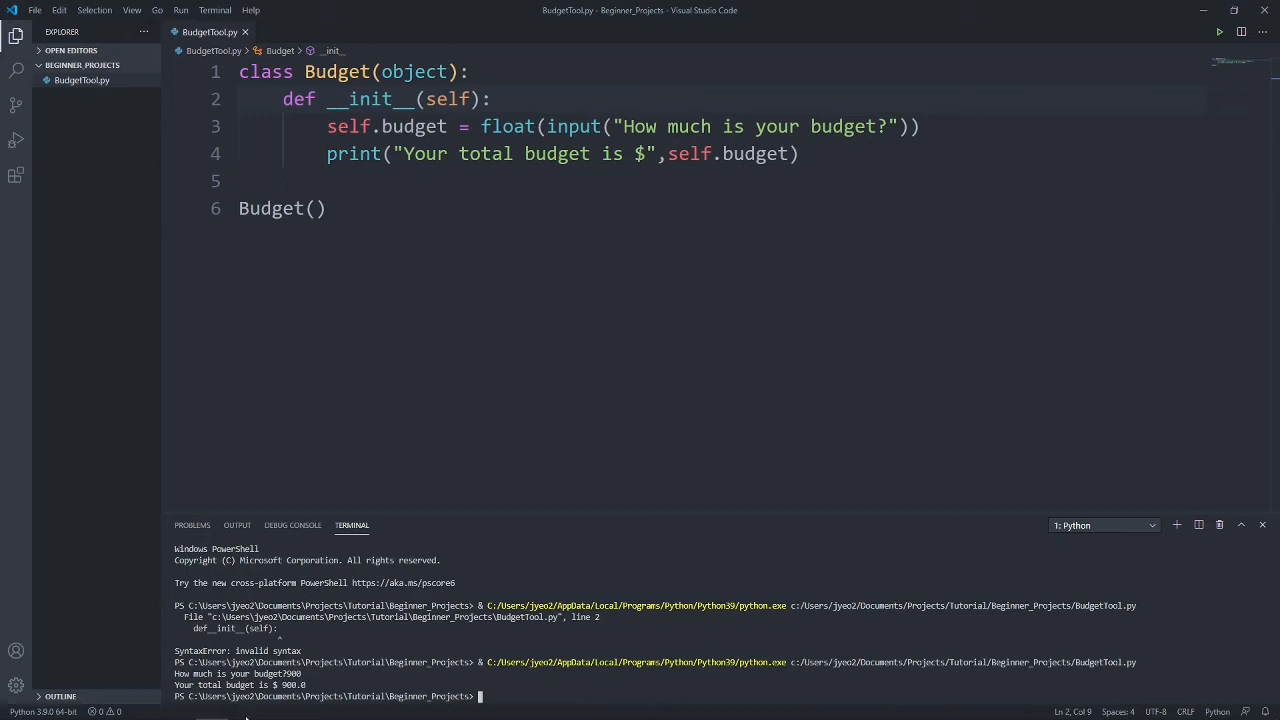 File Edit Selection View Go Run Terminal Help
BudgetTool.py - Beginner_Projects - Visual Studio Code
EXPLORER
OPEN EDITORS
BEGINNER_PROJECTS
BudgetTool.py
OUTLINE
BudgetTool.py
BudgetTool.py > Budget > __init__
1 class Budget(object):
2 def __init__(self):
3 self.budget = float(input("How much is your budget?"))
4 print("Your total budget is $",self.budget)
5
6 Budget()
PROBLEMS OUTPUT DEBUG CONSOLE TERMINAL
1: Python
Windows PowerShell
Copyright (C) Microsoft Corporation. All rights reserved.
Try the new cross-platform PowerShell https://aka.ms/pscore6
PS C:\Users\jyeo2\Documents\Projects\Tutorial\Beginner_Projects> & C:/Users/jyeo2/AppData/Local/Programs/Python/Python39/python.exe c:/Users/jyeo2/Documents/Projects/Tutorial/Beginner_Projects/BudgetTool.py
File "c:\Users\jyeo2\Documents\Projects\Tutorial\Beginner_Projects\BudgetTool.py", line 2
def__init__(self):
^
SyntaxError: invalid syntax
PS C:\Users\jyeo2\Documents\Projects\Tutorial\Beginner_Projects> & C:/Users/jyeo2/AppData/Local/Programs/Python/Python39/python.exe c:/Users/jyeo2/Documents/Projects/Tutorial/Beginner_Projects/BudgetTool.py
How much is your budget?900
Your total budget is $ 900.0
PS C:\Users\jyeo2\Documents\Projects\Tutorial\Beginner_Projects>
Python 3.9.0 64-bit 0 0
Ln 2, Col 9 Spaces: 4 UTF-8 CRLF Python